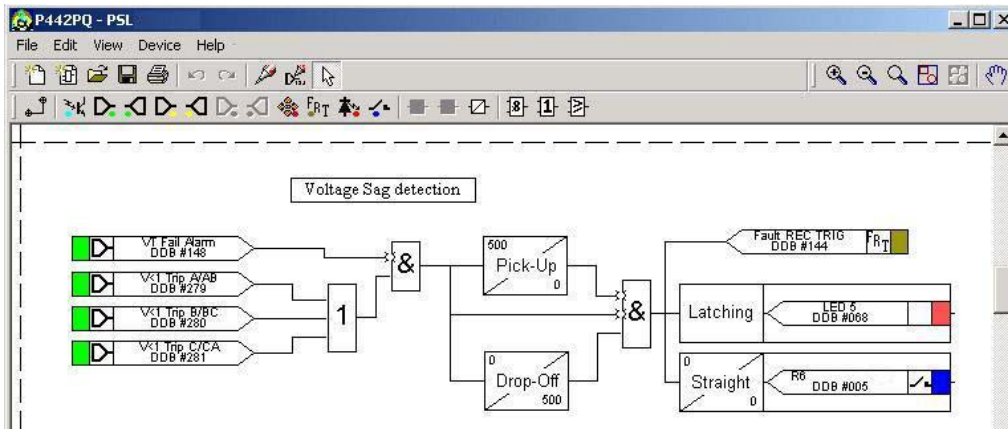 P442PQ - PSL
File Edit View Device Help
Voltage Sag detection
VT Fail Alarm
DDB #148
V<1 Trip A/AB
DDB #279
V<1 Trip B/BC
DDB #280
V<1 Trip C/CA
DDB #281
1
&
500
Pick-Up
0
0
Drop-Off
500
&
Fault REC TRIG
DDB #144
FRT
Latching
LED 5
DDB #068
0
Straight
0
R6
DDB #005